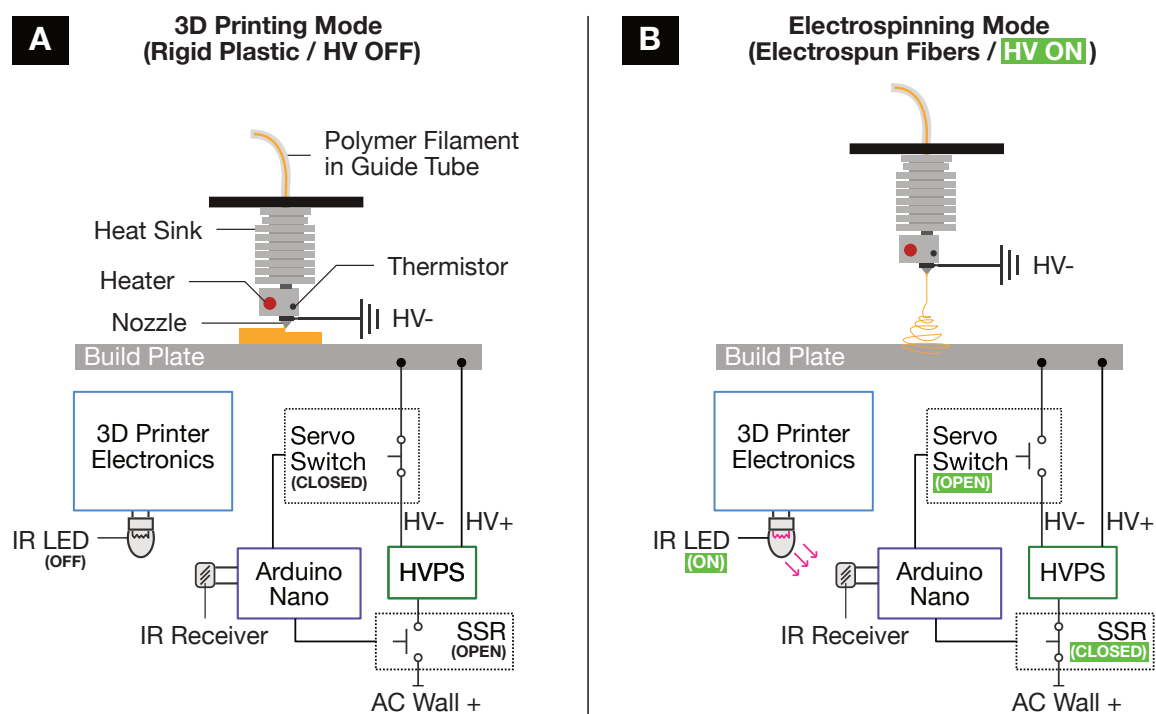 A
3D Printing Mode
(Rigid Plastic / HV OFF)
Polymer Filament
in Guide Tube
Heat Sink
Heater
Thermistor
Nozzle
HV-
Build Plate
3D Printer
Electronics
Servo
Switch
(CLOSED)
HV-
HV+
IR LED
(OFF)
Arduino
Nano
HVPS
IR Receiver
SSR
(OPEN)
AC Wall +
B
Electrospinning Mode
(Electrospun Fibers / HV ON )
HV-
Build Plate
3D Printer
Electronics
Servo
Switch
(OPEN)
HV-
HV+
IR LED
(ON)
Arduino
Nano
HVPS
IR Receiver
SSR
(CLOSED)
AC Wall +